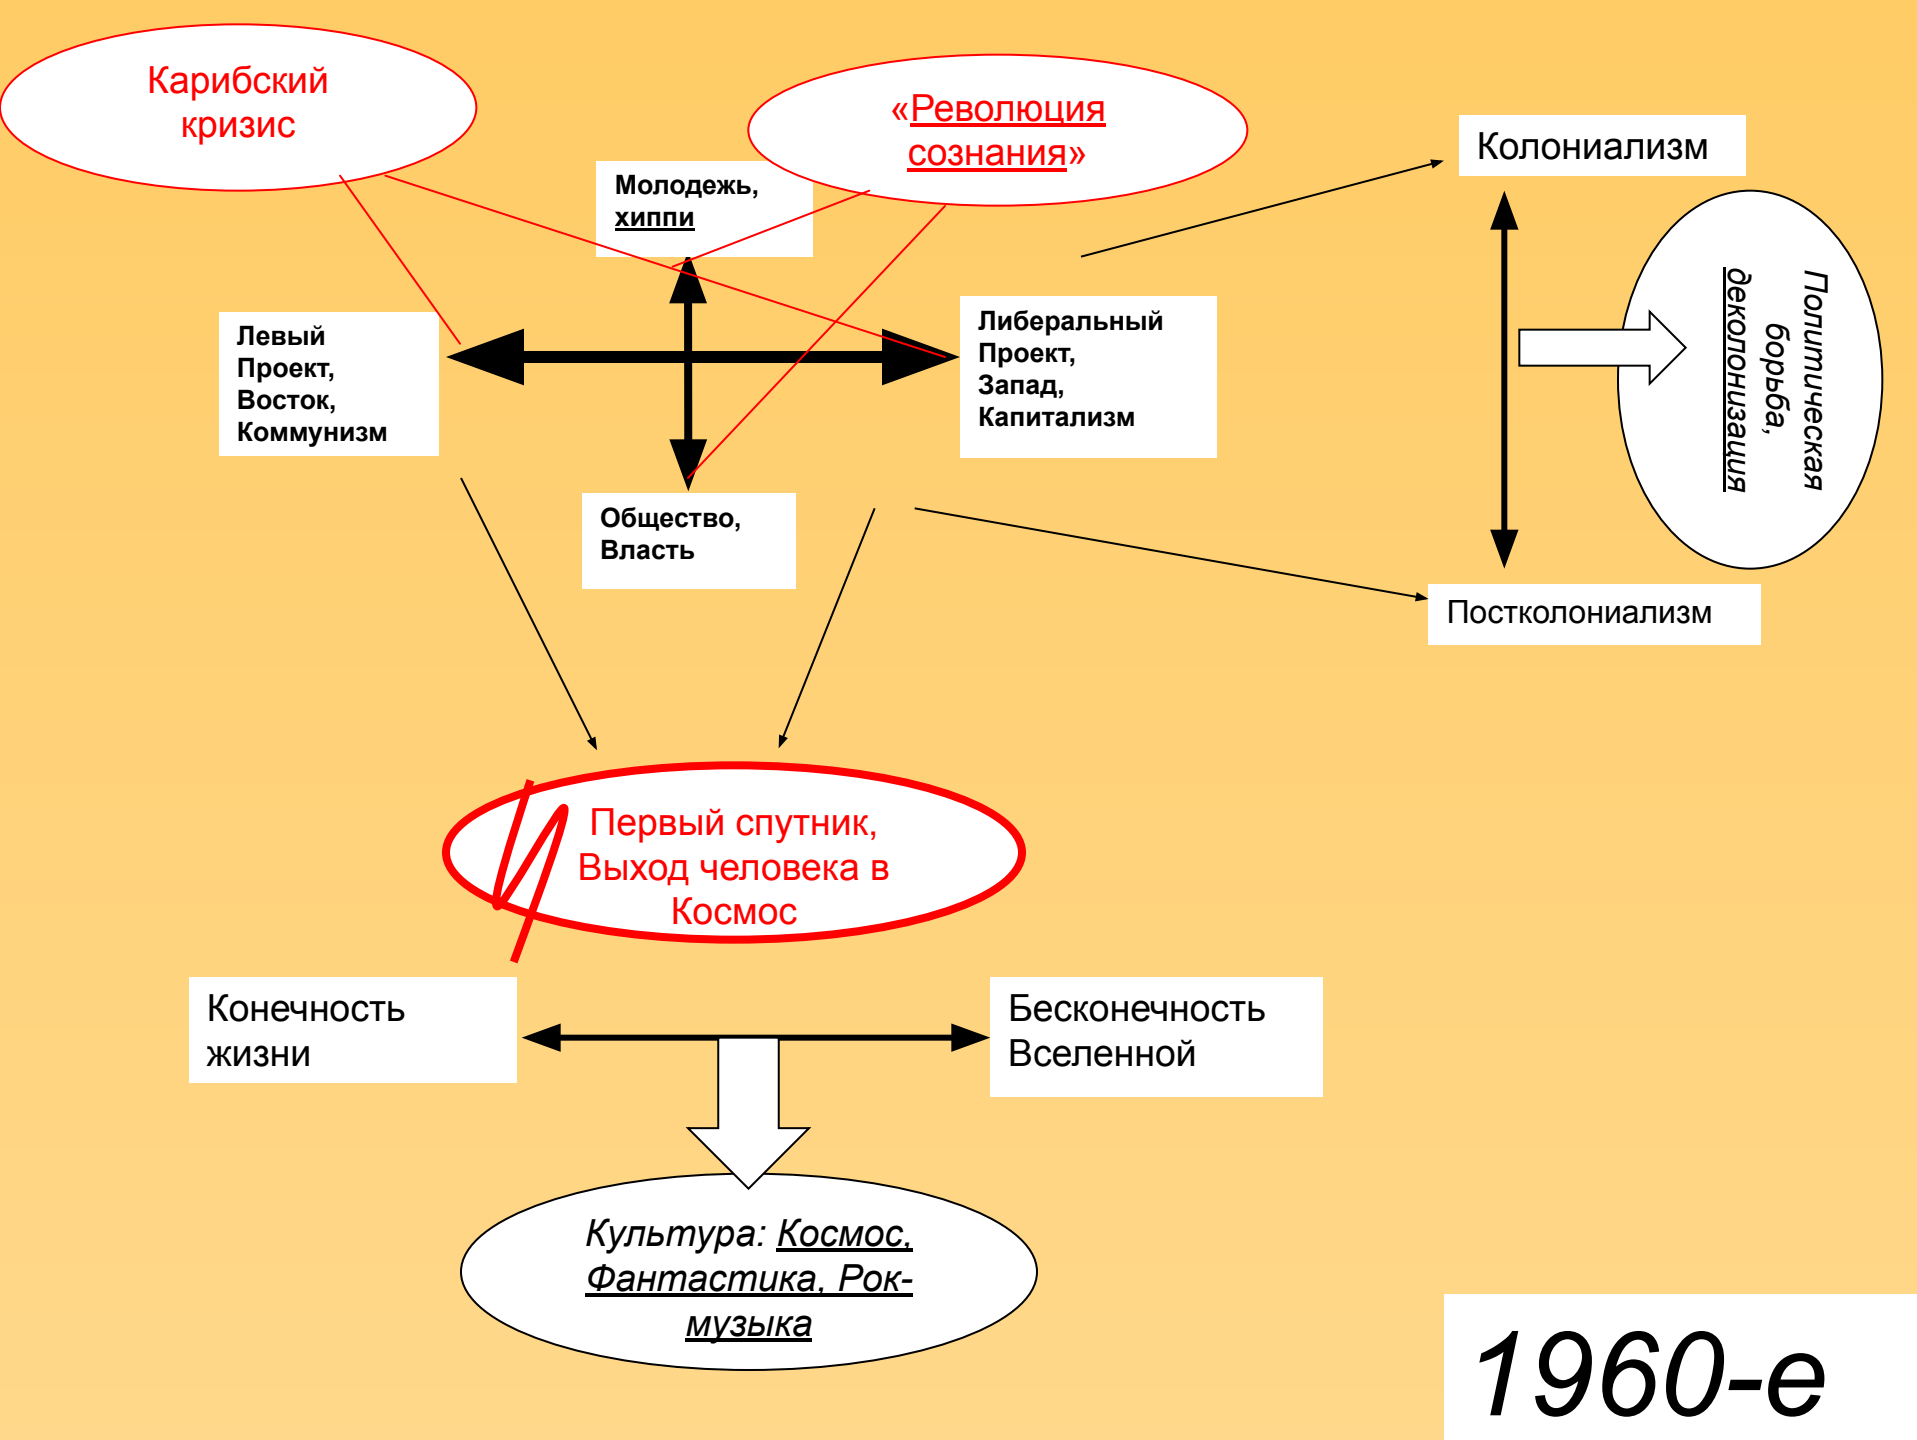 Карибский
кризис
«Революция
сознания»
Колониализм
Молодежь,
хиппи
Политическая
борьба,
деколонизация
Левый
Проект,
Восток,
Коммунизм
Либеральный
Проект,
Запад,
Капитализм
Общество,
Власть
Постколониализм
Первый спутник,
Выход человека в
Космос
Конечность
жизни
Бесконечность
Вселенной
Культура: Космос,
Фантастика, Рок-
музыка
1960-е